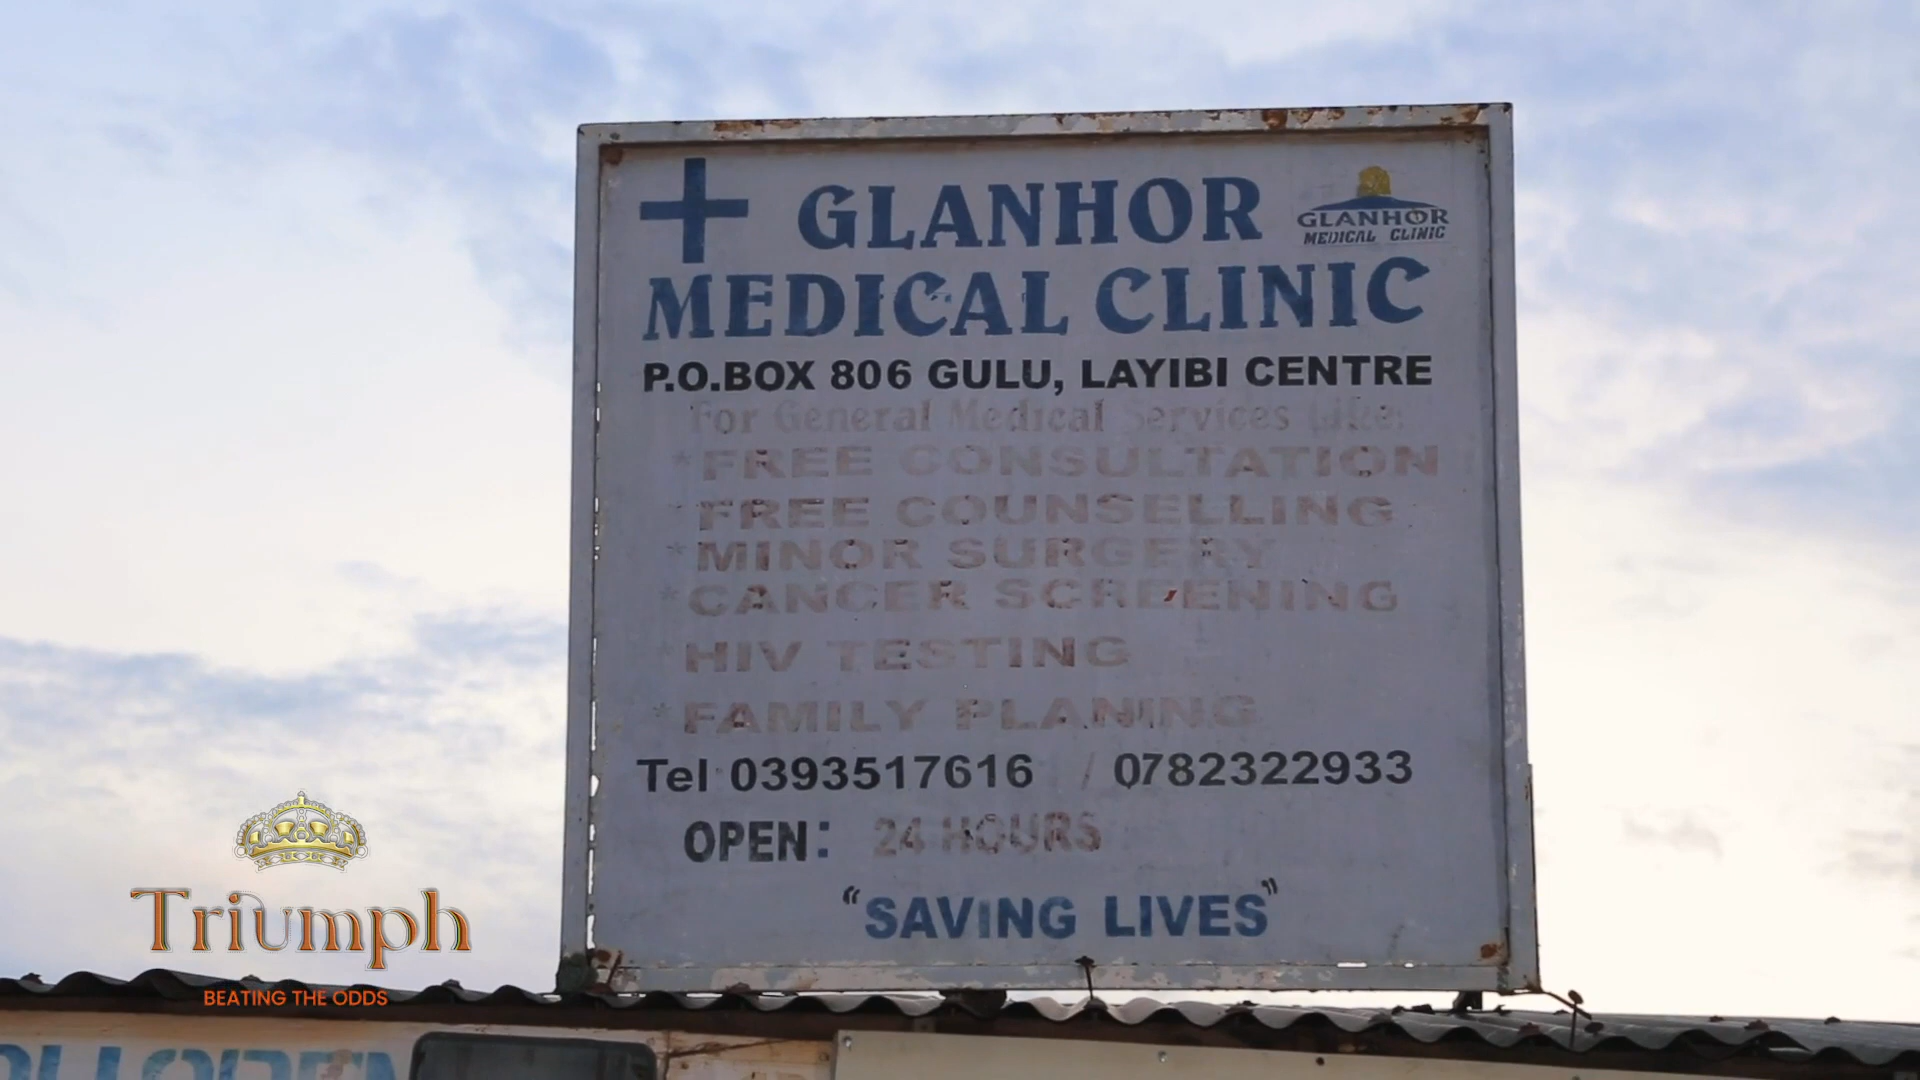 GLANHOR
GLANHOR
MEDICAL CLINIC
MEDICAL CLINIC
P.O.BOX 806 GULU, LAYIBI CENTRE
For General Medical Services Like:
*FREE CONSULTATION
FREE COUNSELLING
*MINOR SURGERY
*CANCER SCREENING
*HIV TESTING
*FAMILY PLANING
Tel 0393517616 / 0782322933
OPEN: 24 HOURS
"SAVING LIVES"
Triumph
BEATING THE ODDS